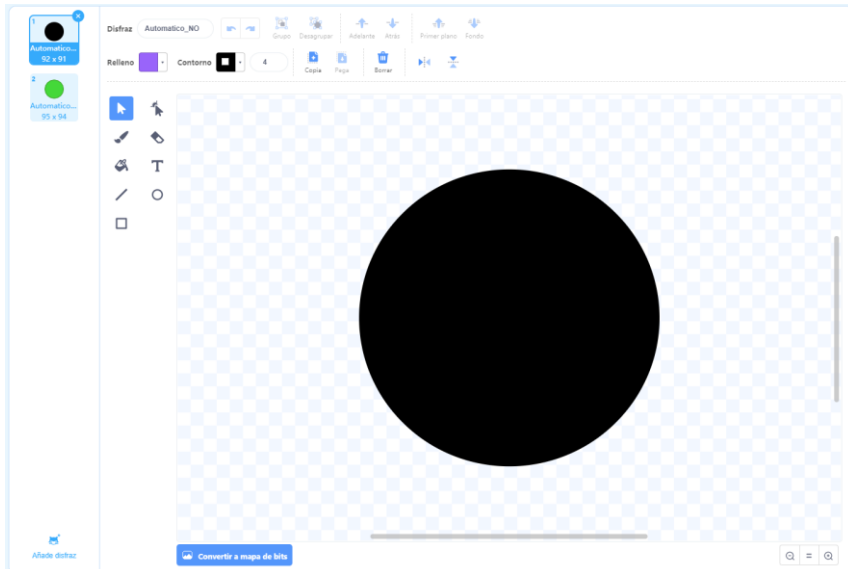 1
Automatico...
92 x 91
2
Automatico...
95 x 94
Añade disfraz
Disfraz Automatico_NO Grupo Desagrupar Adelante Atrás Primer plano Fondo
Relleno Contorno 4 Copia Pega Borrar
T
Convertir a mapa de bits